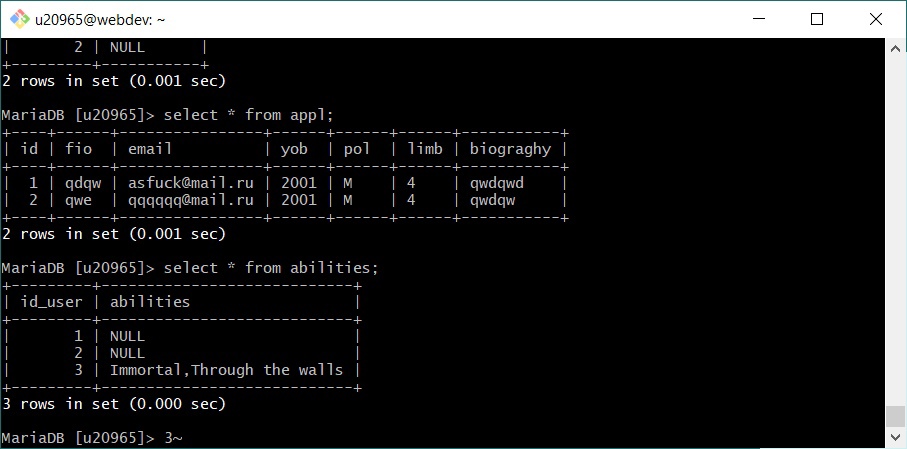 u20965@webdev: ~
|       2 | NULL      |
+---------+-----------+
2 rows in set (0.001 sec)
MariaDB [u20965]> select * from appl;
+----+------+----------------+------+------+------+-----------+
| id | fio  | email          | yob  | pol  | limb | biograghy |
+----+------+----------------+------+------+------+-----------+
|  1 | qdqw | asfuck@mail.ru | 2001 | M    | 4    | qwdqwd    |
|  2 | qwe  | qqqqqq@mail.ru | 2001 | M    | 4    | qwdqw     |
+----+------+----------------+------+------+------+-----------+
2 rows in set (0.001 sec)
MariaDB [u20965]> select * from abilities;
+---------+----------------------------+
| id_user | abilities                  |
+---------+----------------------------+
|       1 | NULL                       |
|       2 | NULL                       |
|       3 | Immortal,Through the walls |
+---------+----------------------------+
3 rows in set (0.000 sec)
MariaDB [u20965]> 3~